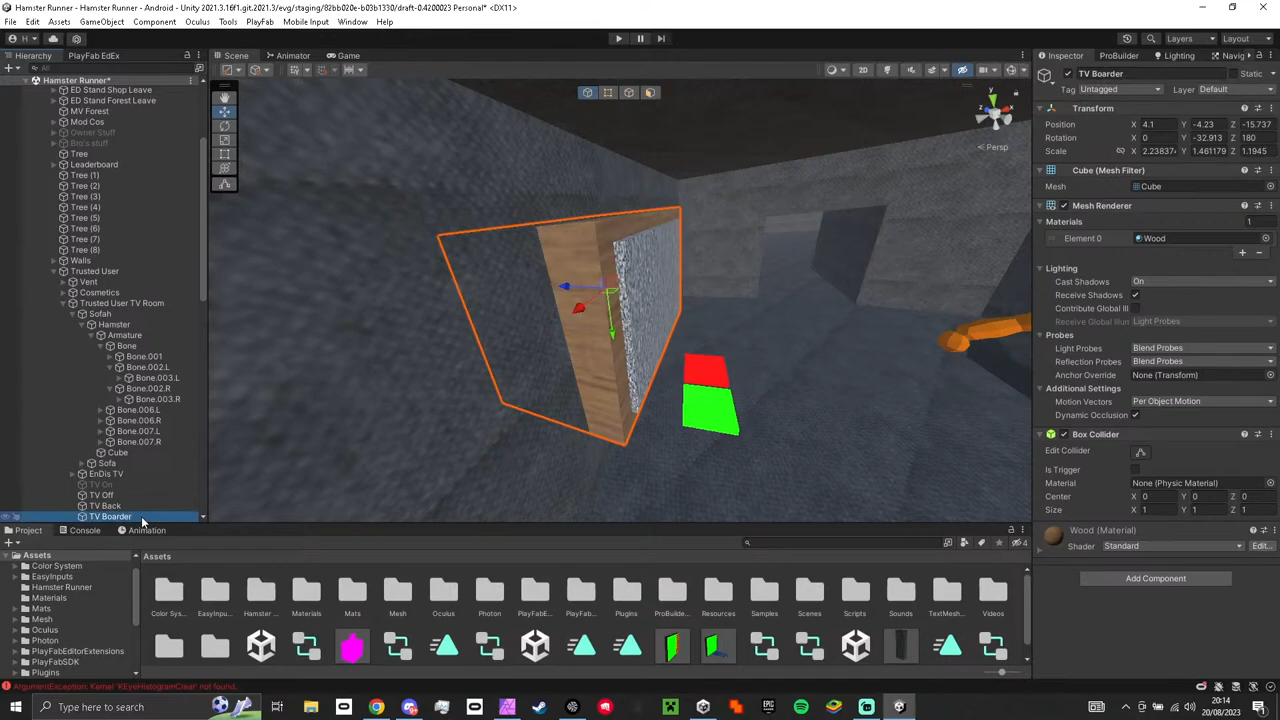 Hamster Runner - Hamster Runner - Android - Unity 2021.3.16f1.git.2021.3/evg/staging/82bb020e-b03b1330/draft-0.4200023 Personal* <DX11>
File Edit Assets GameObject Component Oculus Tools PlayFab Mobile Input Window Help
H
Layers Layout
Hierarchy PlayFab EdEx
Scene Animator Game
Inspector ProBuilder Lighting Navig
All
2D
Hamster Runner*
ED Stand Shop Leave
ED Stand Forest Leave
MV Forest
Mod Cos
Owner Stuff
Bro's stuff
Tree
Leaderboard
Tree (1)
Tree (2)
Tree (3)
Tree (4)
Tree (5)
Tree (6)
Tree (7)
Tree (8)
Walls
Trusted User
Vent
Cosmetics
Trusted User TV Room
Sofah
Hamster
Armature
Bone
Bone.001
Bone.002.L
Bone.003.L
Bone.002.R
Bone.003.R
Bone.006.L
Bone.006.R
Bone.007.L
Bone.007.R
Cube
Sofa
EnDis TV
TV On
TV Off
TV Back
TV Boarder
y
x
z
Persp
TV Boarder Static
Tag Untagged Layer Default
Transform
Position X 4.1 Y -4.23 Z -15.737
Rotation X 0 Y -32.913 Z 180
Scale X 2.23837 Y 1.461179 Z 1.1945
Cube (Mesh Filter)
Mesh Cube
Mesh Renderer
Materials 1
Element 0 Wood
Lighting
Cast Shadows On
Receive Shadows
Contribute Global Ill
Receive Global Illun Light Probes
Probes
Light Probes Blend Probes
Reflection Probes Blend Probes
Anchor Override None (Transform)
Additional Settings
Motion Vectors Per Object Motion
Dynamic Occlusion
Box Collider
Edit Collider
Is Trigger
Material None (Physic Material)
Center X 0 Y 0 Z 0
Size X 1 Y 1 Z 1
Wood (Material)
Shader Standard Edit...
Add Component
Project Console Animation
4
Assets
Color System
EasyInputs
Hamster Runner
Materials
Mats
Mesh
Oculus
Photon
PlayFabEditorExtensions
PlayFabSDK
Plugins
Assets
Color Sys... EasyInpu... Hamster ... Materials Mats Mesh Oculus Photon PlayFabE... PlayFab... Plugins ProBuilde... Resources Samples Scenes Scripts Sounds TextMesh... Videos
ArgumentException: Kernel 'KEyeHistogramClear' not found.
Type here to search
20:14
20/08/2023